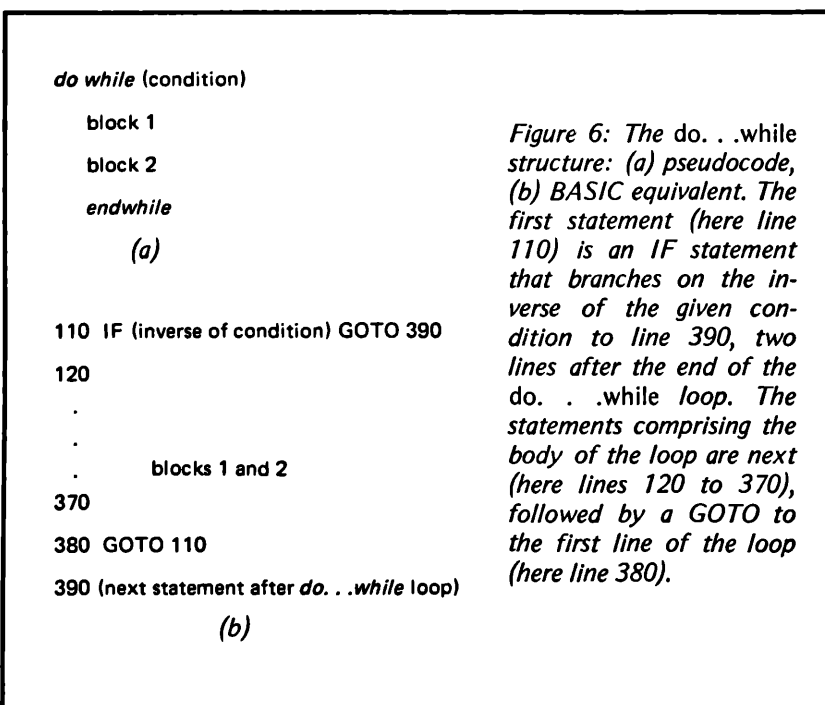 do while (condition)
block 1
block 2
endwhile
(a)
110 IF (inverse of condition) GOTO 390
120
.
.
. blocks 1 and 2
370
380 GOTO 110
390 (next statement after do. . .while loop)
(b)
Figure 6: The do. . .while
structure: (a) pseudocode,
(b) BASIC equivalent. The
first statement (here line
110) is an IF statement
that branches on the in-
verse of the given con-
dition to line 390, two
lines after the end of the
do. . .while loop. The
statements comprising the
body of the loop are next
(here lines 120 to 370),
followed by a GOTO to
the first line of the loop
(here line 380).